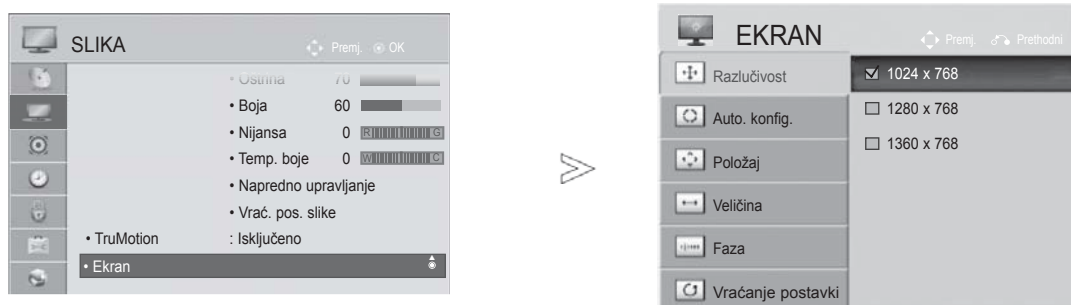 SLIKA
Premj. OK
• Oštrina 70
• Boja 60
• Nijansa 0 R G
• Temp. boje 0 W C
• Napredno upravljanje
• Vrać. pos. slike
• TruMotion : Isključeno
• Ekran
EKRAN
Premj. Prethodni
Razlučivost
Auto. konfig.
Položaj
Veličina
Faza
Vraćanje postavki
1024 x 768
1280 x 768
1360 x 768